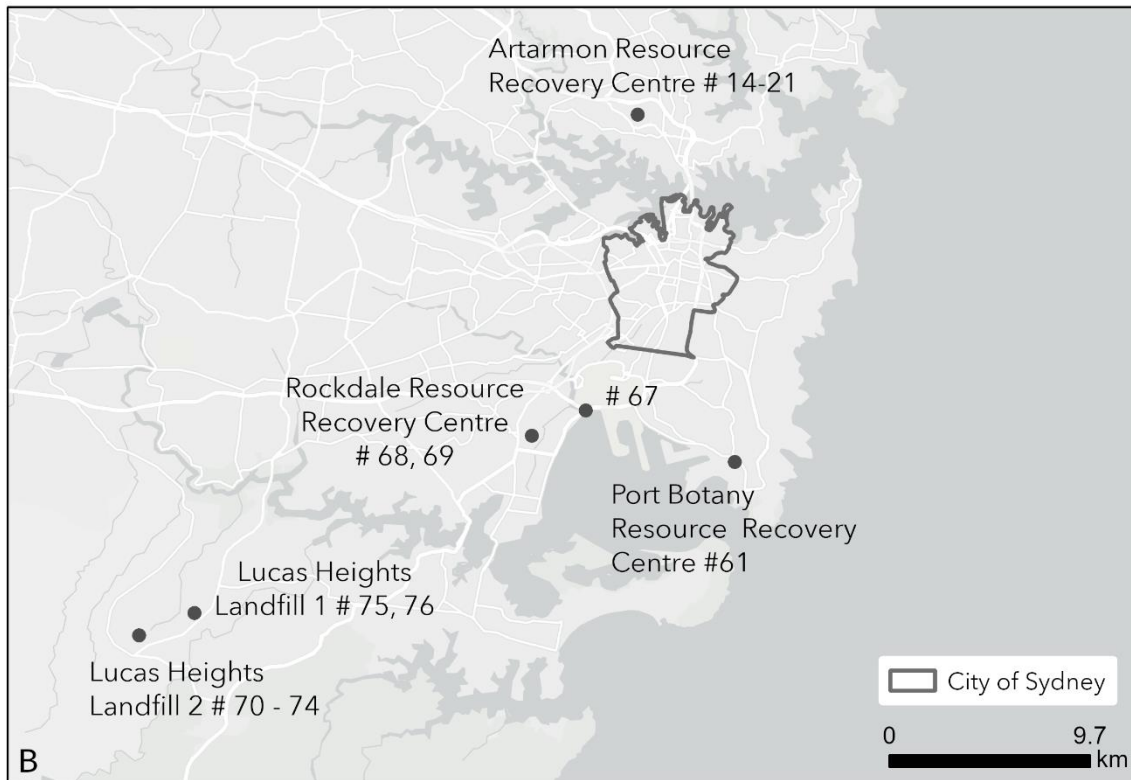 Artarmon Resource
Recovery Centre # 14-21
Rockdale Resource
Recovery Centre
# 68, 69
# 67
Port Botany
Resource Recovery
Centre #61
Lucas Heights
Landfill 1 # 75, 76
Lucas Heights
Landfill 2 # 70 - 74
City of Sydney
0 9.7
km
B